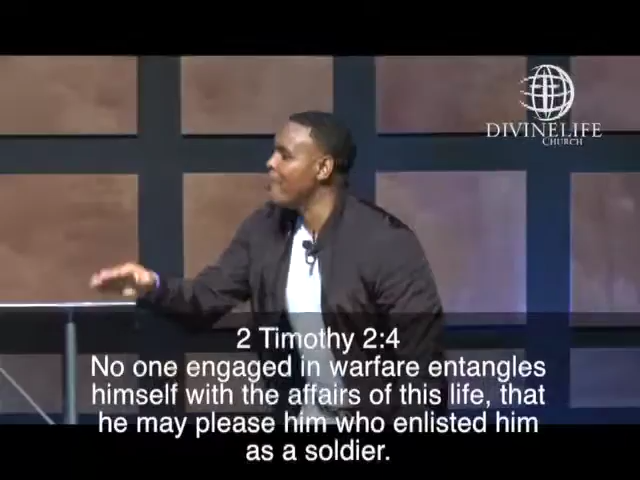 DIVINELIFE
CHURCH
2 Timothy 2:4
No one engaged in warfare entangles
himself with the affairs of this life, that
he may please him who enlisted him
as a soldier.